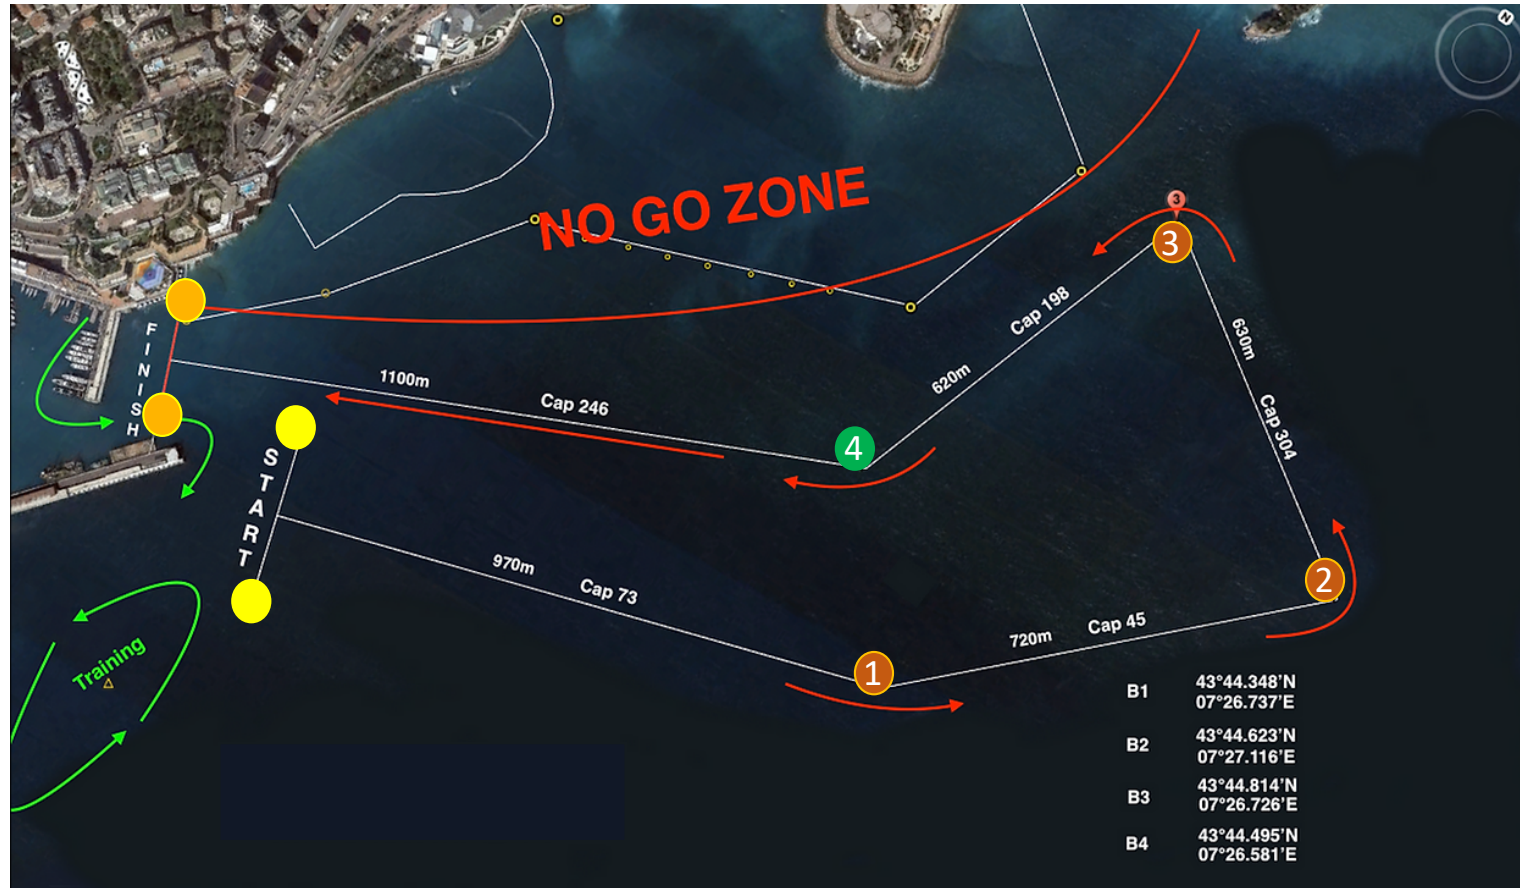 N
NO GO ZONE
3
3
Cap 198
620m
630m
Cap 304
FINISH
1100m
Cap 246
4
START
970m
Cap 73
2
Training
1
720m
Cap 45
B1
43°44.348'N
07°26.737'E
B2
43°44.623'N
07°27.116'E
B3
43°44.814'N
07°26.726'E
B4
43°44.495'N
07°26.581'E